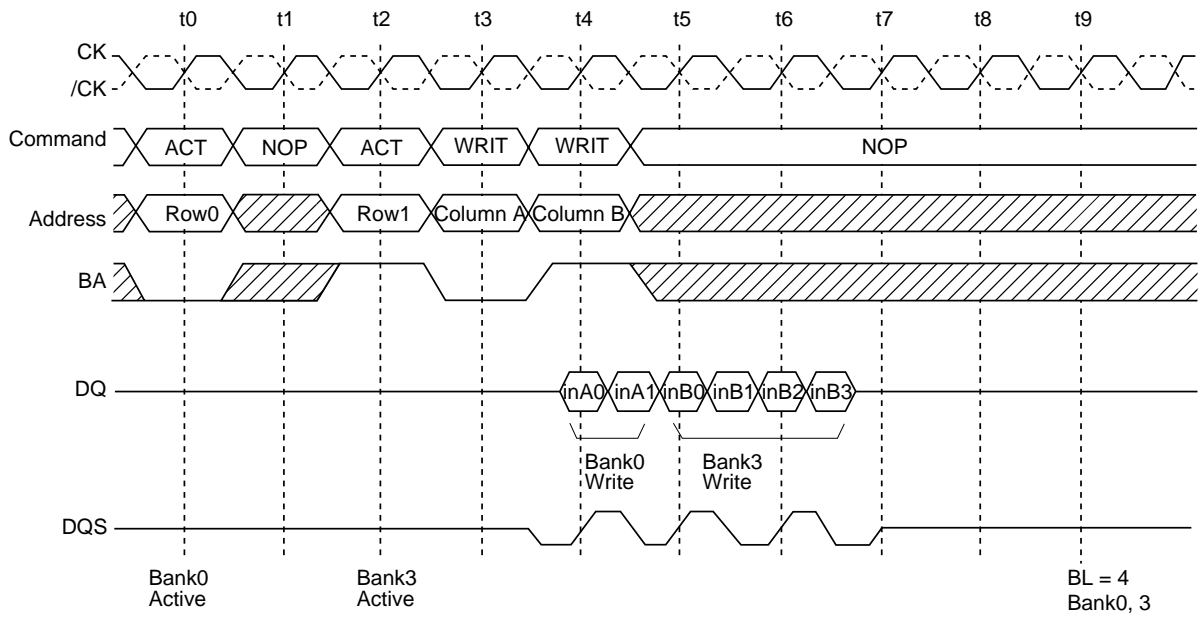 t0 t1 t2 t3 t4 t5 t6 t7 t8 t9
CK
/CK
Command ACT NOP ACT WRIT WRIT NOP
Address Row0 Row1 Column A Column B
BA
DQ inA0 inA1 inB0 inB1 inB2 inB3
Bank0 Bank3
Write Write
DQS
Bank0 Bank3 BL = 4
Active Active Bank0, 3